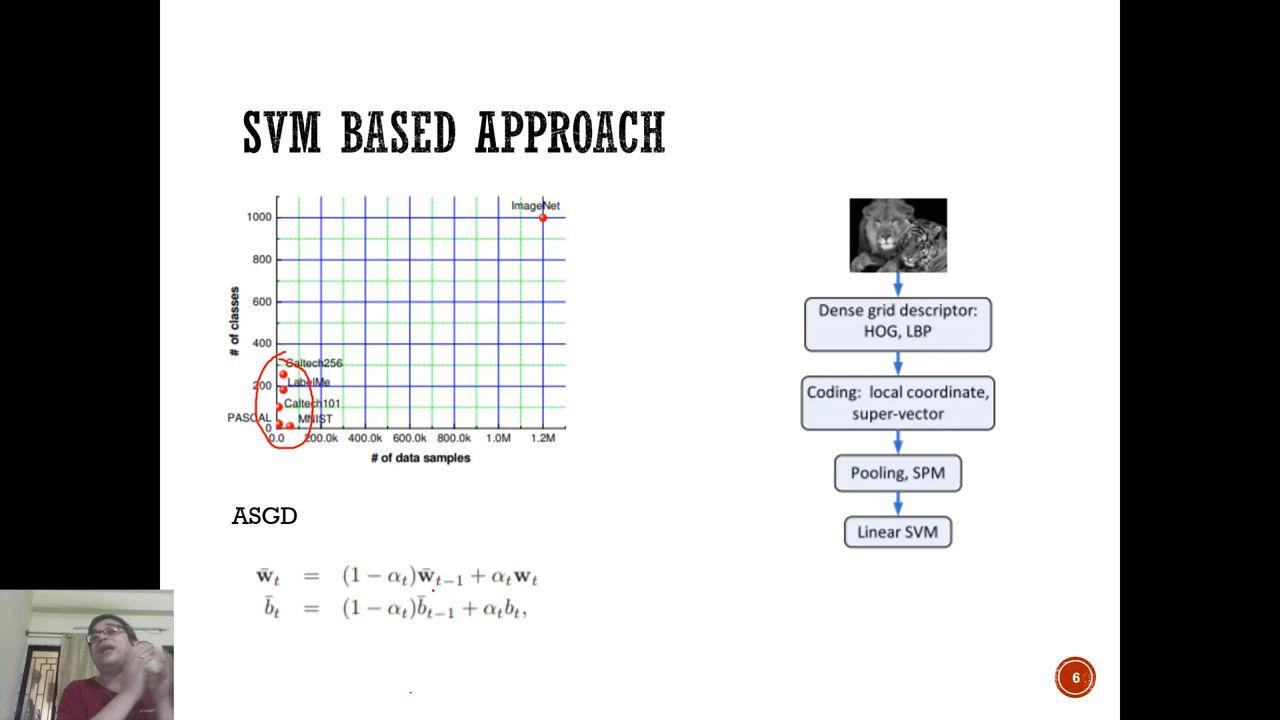 SVM BASED APPROACH
ImageNet
1000
800
600
400
200
0
# of classes
Caltech256
LabelMe
Caltech101
PASCAL
MNIST
0.0 200.0k 400.0k 600.0k 800.0k 1.0M 1.2M
# of data samples
ASGD
w̄ₜ = (1 − αₜ)w̄ₜ₋₁ + αₜwₜ
b̄ₜ = (1 − αₜ)b̄ₜ₋₁ + αₜbₜ,
Dense grid descriptor:
HOG, LBP
Coding: local coordinate,
super-vector
Pooling, SPM
Linear SVM
6